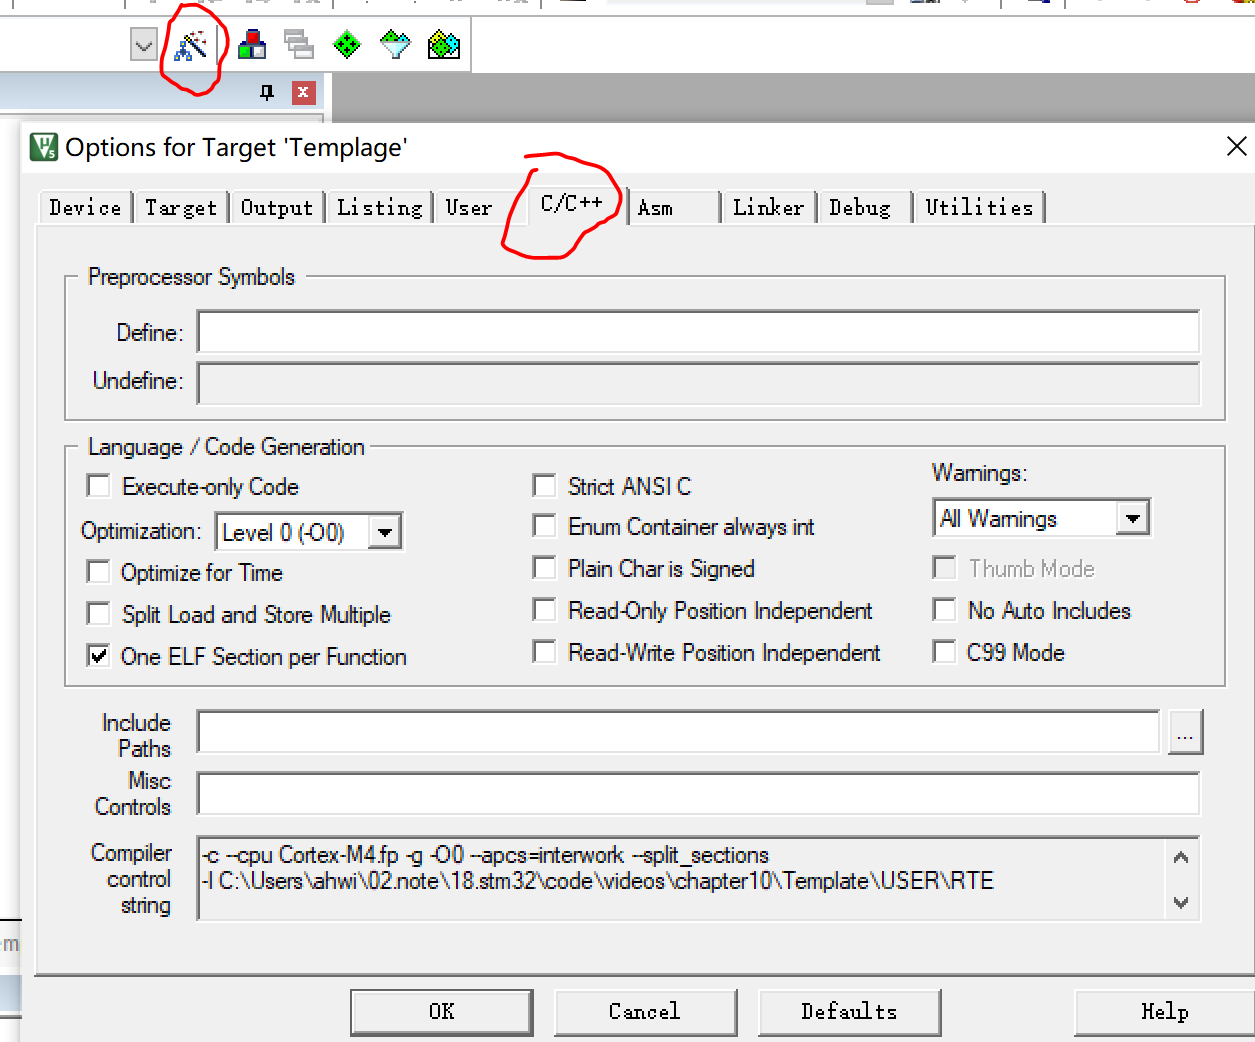 Options for Target 'Templage'
Device Target Output Listing User C/C++ Asm Linker Debug Utilities
Preprocessor Symbols
Define:
Undefine:
Language / Code Generation
Execute-only Code
Optimization: Level 0 (-O0)
Optimize for Time
Split Load and Store Multiple
One ELF Section per Function
Strict ANSI C
Enum Container always int
Plain Char is Signed
Read-Only Position Independent
Read-Write Position Independent
Warnings:
All Warnings
Thumb Mode
No Auto Includes
C99 Mode
Include
Paths
...
Misc
Controls
Compiler
control
string
-c --cpu Cortex-M4.fp -g -O0 --apcs=interwork --split_sections
-I C:\Users\ahwi\02.note\18.stm32\code\videos\chapter10\Template\USER\RTE
OK Cancel Defaults Help